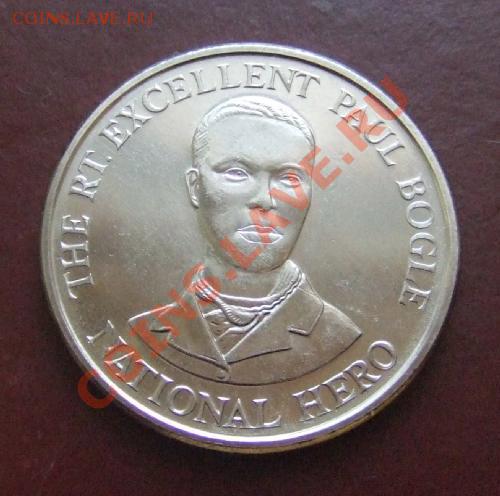 COINS.LAVE.RU
THE RT. EXCELLENT PAUL BOGLE
NATIONAL HERO
COINS.LAVE.RU